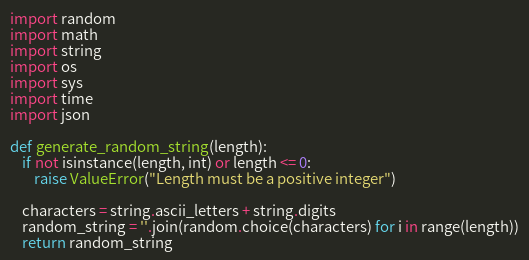 import random
import math
import string
import os
import sys
import time
import json
def generate_random_string(length):
if not isinstance(length, int) or length <= 0:
raise ValueError("Length must be a positive integer")
characters = string.ascii_letters + string.digits
random_string = ''.join(random.choice(characters) for i in range(length))
return random_string